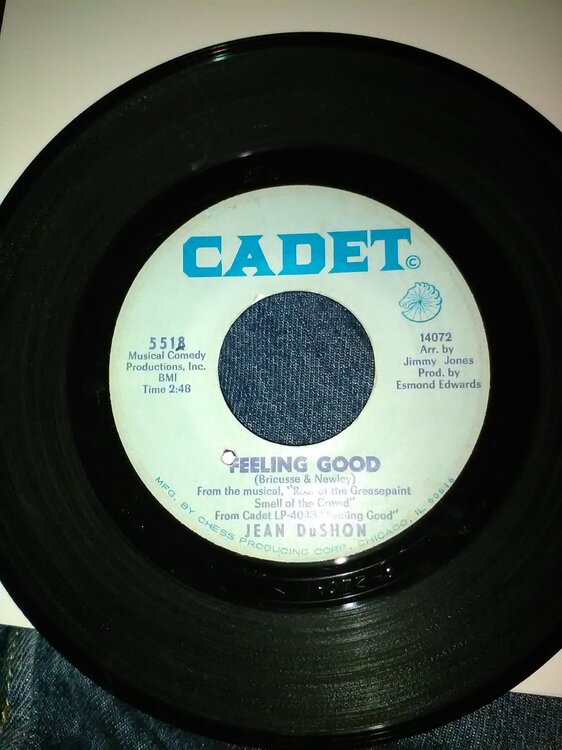 CADET©
5518
Musical Comedy
Productions, Inc.
BMI
Time 2:48
14072
Arr. by
Jimmy Jones
Prod. by
Esmond Edwards
FEELING GOOD
(Bricusse & Newley)
From the musical, "Roar of the Greasepaint
Smell of the Crowd"
From Cadet LP-4048 "Feeling Good"
JEAN DuSHON
MFG. BY CHESS PRODUCING CORP., CHICAGO, IL 60616